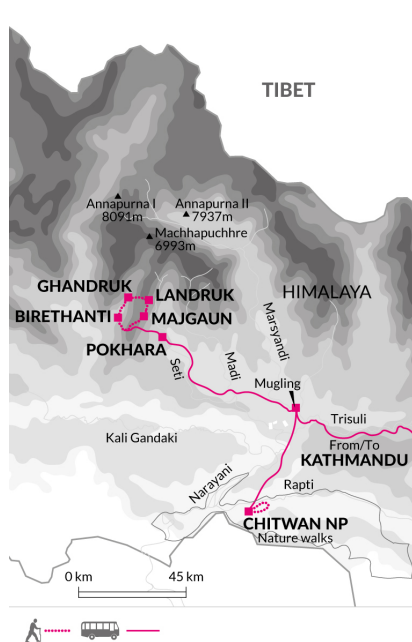 TIBET
Annapurna I
8091m
Annapurna II
7937m
Machhapuchhre
6993m
GHANDRUK
LANDRUK
HIMALAYA
BIRETHANTI
MAJGAUN
Marsyandi
POKHARA
Seti
Madi
Mugling
Trisuli
Kali Gandaki
From/To
KATHMANDU
Narayani
Rapti
CHITWAN NP
Nature walks
0 km
45 km